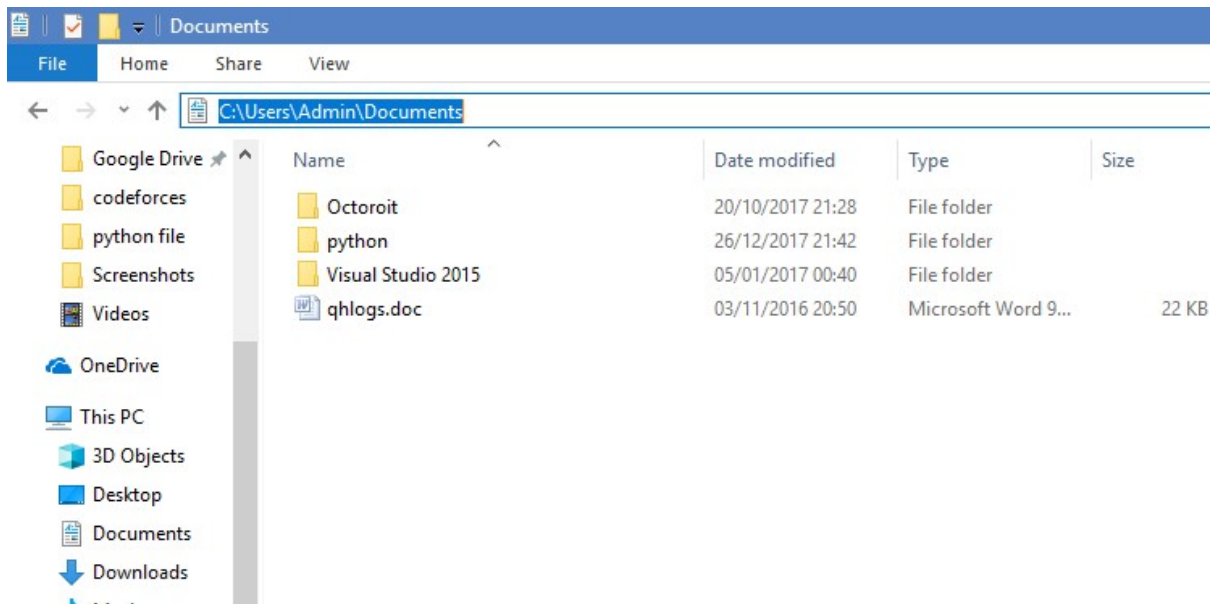 Documents
File Home Share View
C:\Users\Admin\Documents
Google Drive
codeforces
python file
Screenshots
Videos
OneDrive
This PC
3D Objects
Desktop
Documents
Downloads
Name Date modified Type Size
Octoroit 20/10/2017 21:28 File folder
python 26/12/2017 21:42 File folder
Visual Studio 2015 05/01/2017 00:40 File folder
qhlogs.doc 03/11/2016 20:50 Microsoft Word 9... 22 KB